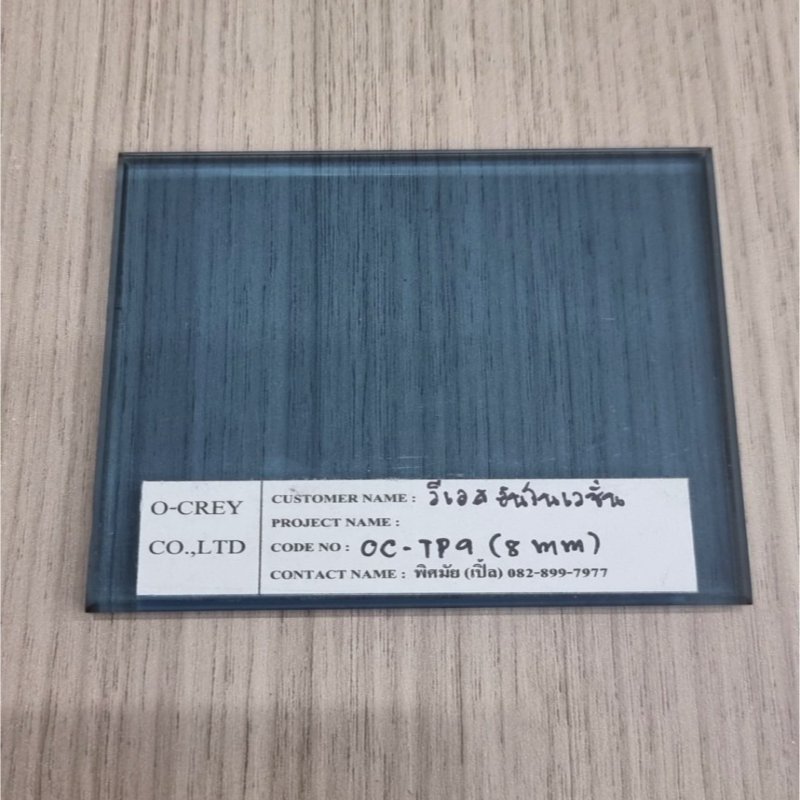 O-CREY
CO.,LTD
CUSTOMER NAME : วีเอส อินโนเวชั่น
PROJECT NAME :
CODE NO : OC-TP9 (8 mm)
CONTACT NAME : พิศมัย (เปิ้ล) 082-899-7977